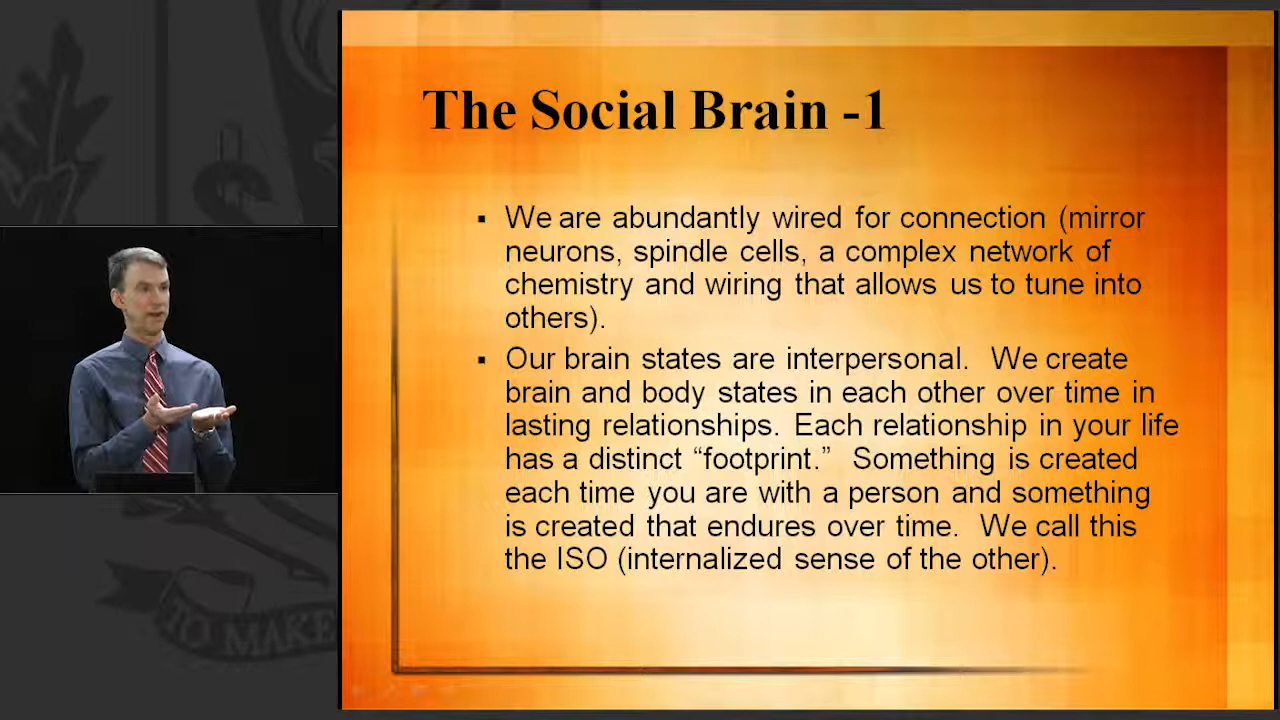 The Social Brain -1
▪ We are abundantly wired for connection (mirror
neurons, spindle cells, a complex network of
chemistry and wiring that allows us to tune into
others).
▪ Our brain states are interpersonal. We create
brain and body states in each other over time in
lasting relationships. Each relationship in your life
has a distinct “footprint.” Something is created
each time you are with a person and something
is created that endures over time. We call this
the ISO (internalized sense of the other).
TO MAKE